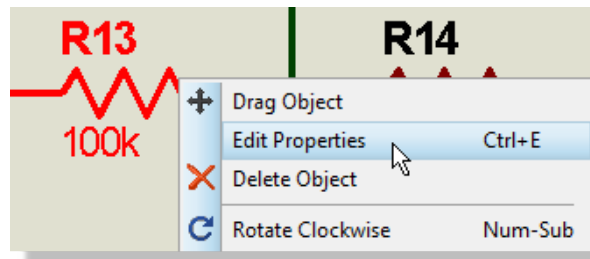 R13 R14
100k
Drag Object
Edit Properties Ctrl+E
Delete Object
Rotate Clockwise Num-Sub